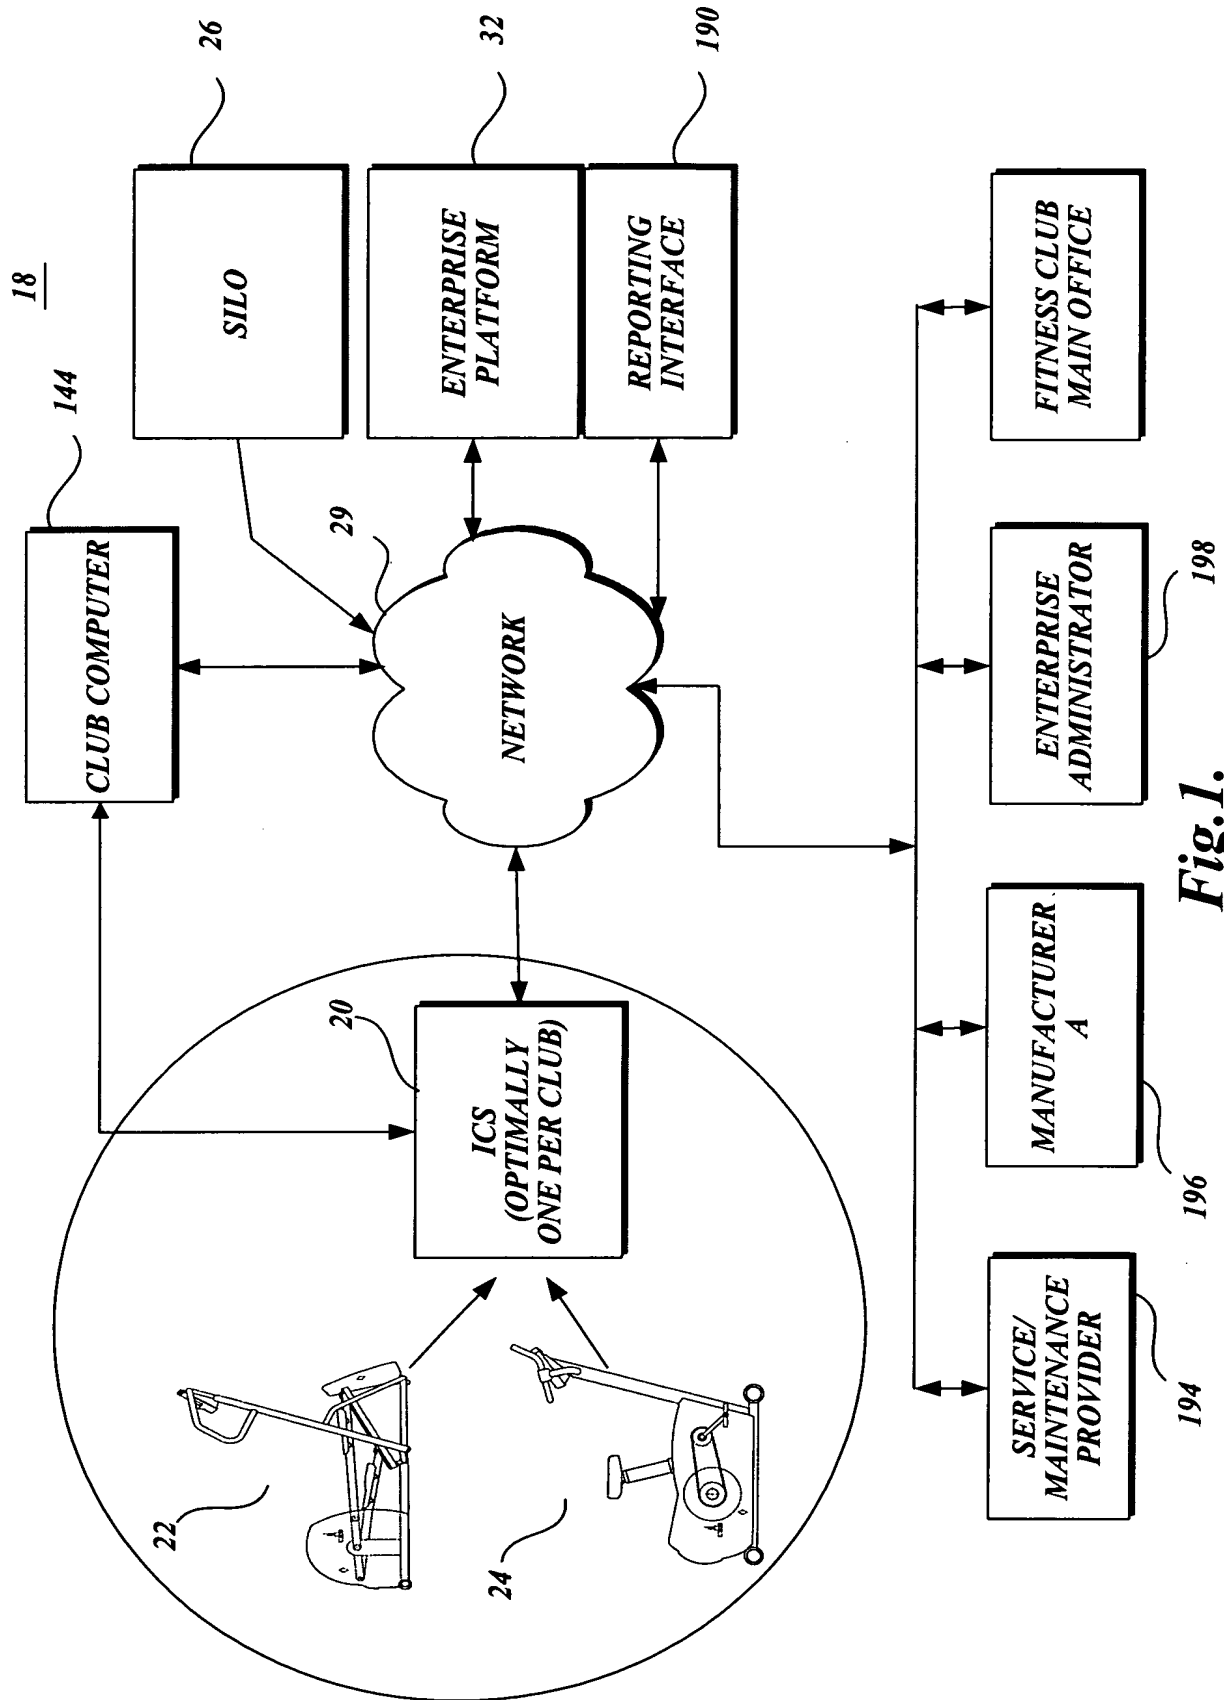 18
CLUB COMPUTER
144
SILO
26
ENTERPRISE
PLATFORM
32
REPORTING
INTERFACE
190
29
NETWORK
20
ICS
(OPTIMALLY
ONE PER CLUB)
22
24
SERVICE/
MAINTENANCE
PROVIDER
194
MANUFACTURER
A
196
ENTERPRISE
ADMINISTRATOR
198
FITNESS CLUB
MAIN OFFICE
Fig.1.